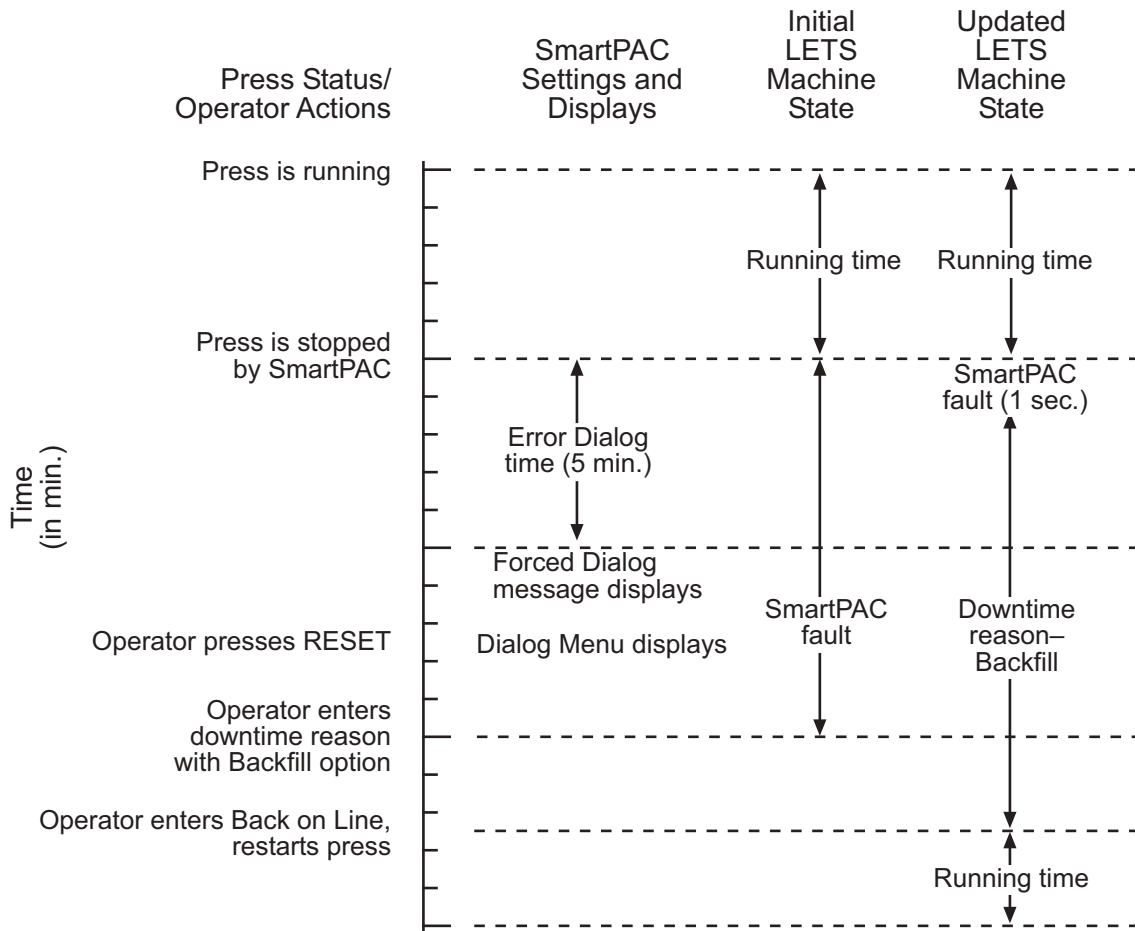 Press Status/
Operator Actions
SmartPAC
Settings and
Displays
Initial
LETS
Machine
State
Updated
LETS
Machine
State
Time
(in min.)
Press is running
Running time
Running time
Press is stopped
by SmartPAC
SmartPAC
fault (1 sec.)
Error Dialog
time (5 min.)
Forced Dialog
message displays
Operator presses RESET
Dialog Menu displays
SmartPAC
fault
Downtime
reason–
Backfill
Operator enters
downtime reason
with Backfill option
Operator enters Back on Line,
restarts press
Running time